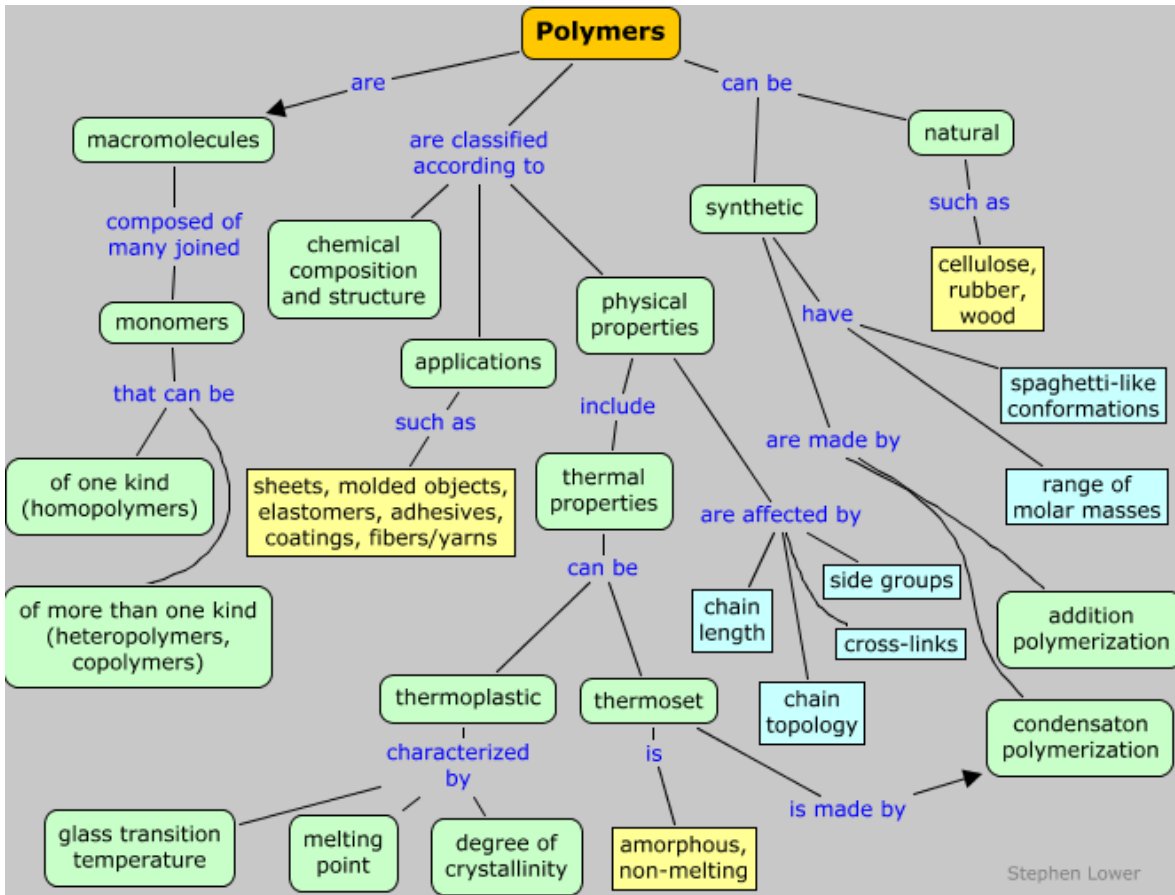 Polymers
are
can be
macromolecules
are classified
according to
natural
composed of
many joined
synthetic
such as
chemical
composition
and structure
cellulose,
rubber,
wood
monomers
physical
properties
have
applications
that can be
such as
include
spaghetti-like
conformations
are made by
of one kind
(homopolymers)
sheets, molded objects,
elastomers, adhesives,
coatings, fibers/yarns
thermal
properties
range of
molar masses
are affected by
can be
side groups
chain
length
cross-links
of more than one kind
(heteropolymers,
copolymers)
addition
polymerization
thermoplastic
thermoset
chain
topology
condensaton
polymerization
characterized
by
is
is made by
glass transition
temperature
melting
point
degree of
crystallinity
amorphous,
non-melting
Stephen Lower